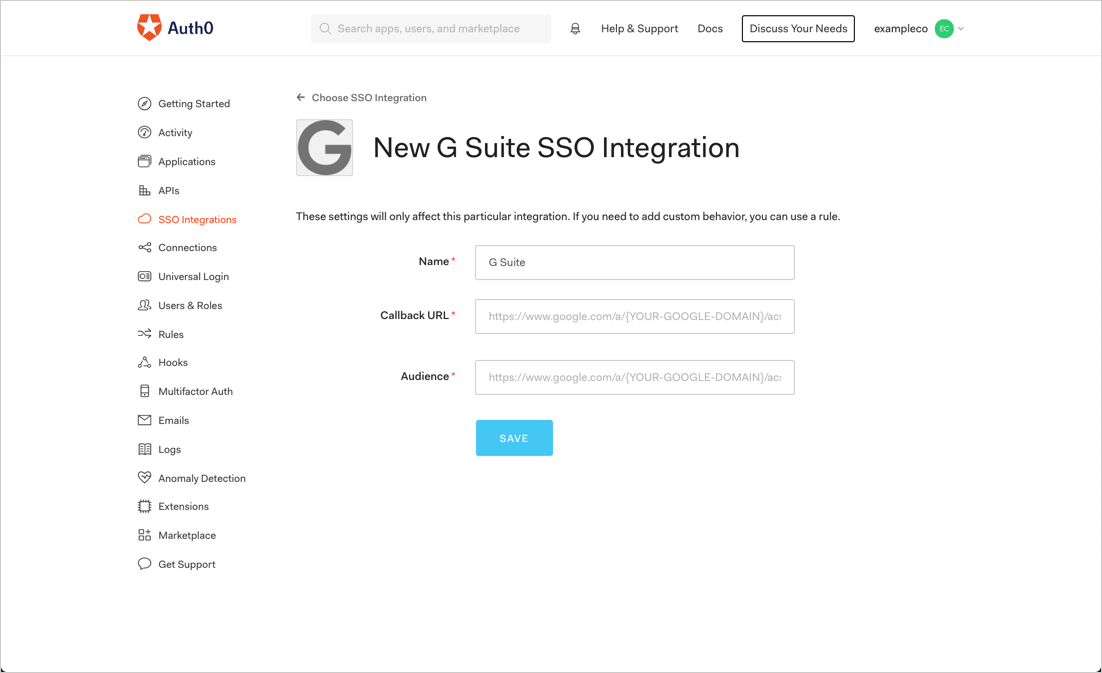 Auth0
Search apps, users, and marketplace
Help & Support
Docs
Discuss Your Needs
exampleco
EC
Getting Started
Activity
Applications
APIs
SSO Integrations
Connections
Universal Login
Users & Roles
Rules
Hooks
Multifactor Auth
Emails
Logs
Anomaly Detection
Extensions
Marketplace
Get Support
Choose SSO Integration
G
New G Suite SSO Integration
These settings will only affect this particular integration. If you need to add custom behavior, you can use a rule.
Name *
G Suite
Callback URL *
https://www.google.com/a/{YOUR-GOOGLE-DOMAIN}/acs
Audience *
https://www.google.com/a/{YOUR-GOOGLE-DOMAIN}/acs
SAVE